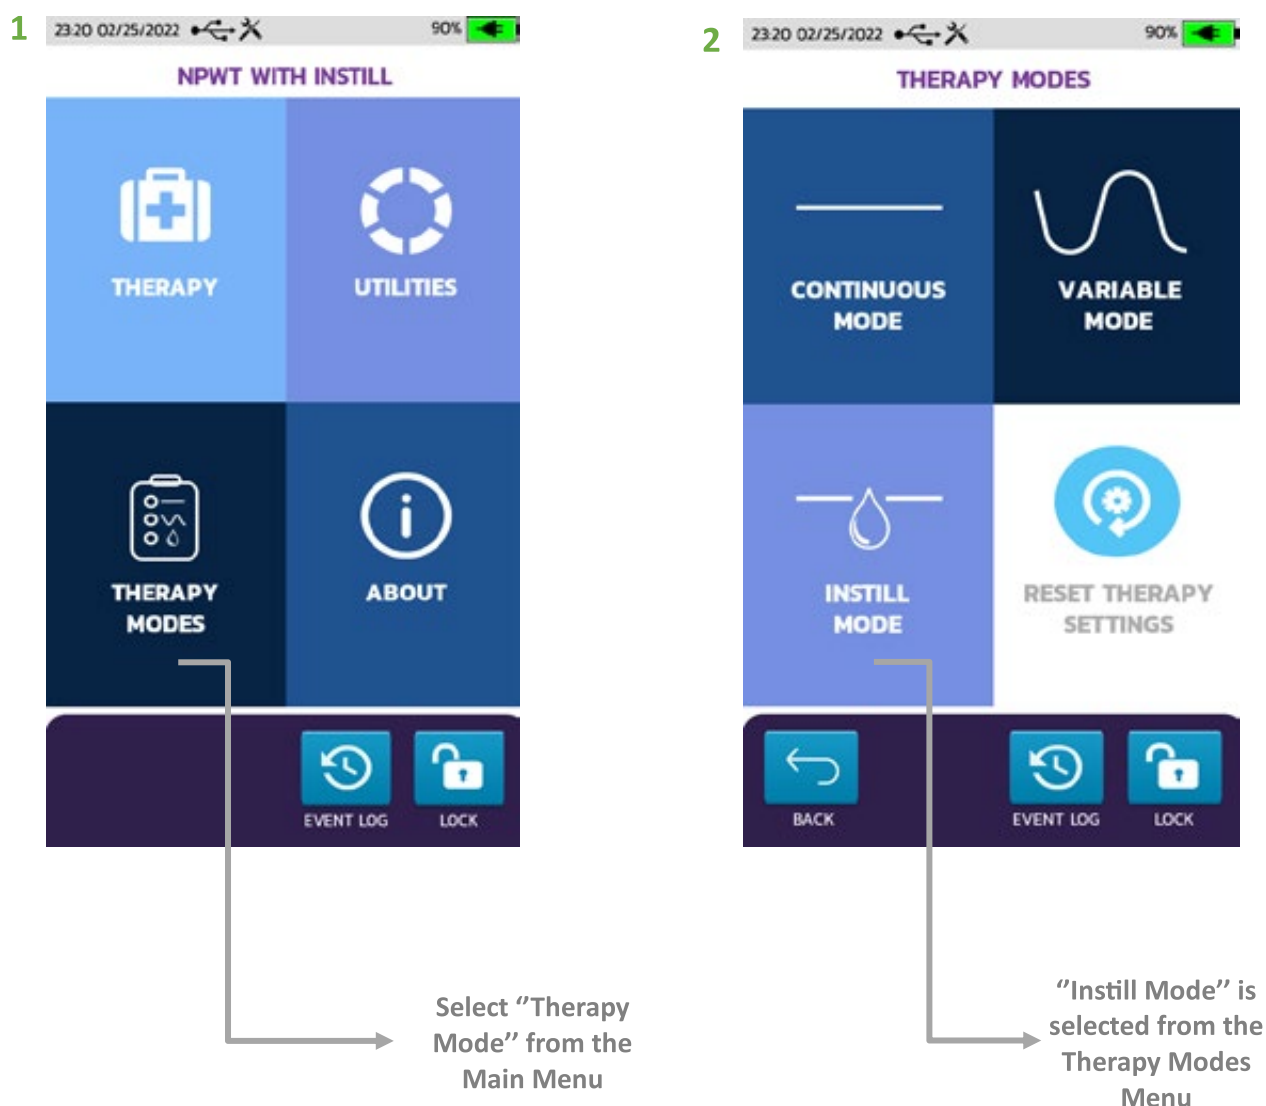 1
23:20 02/25/2022
90%
NPWT WITH INSTILL
THERAPY
UTILITIES
THERAPY
MODES
ABOUT
EVENT LOG
LOCK
Select “Therapy
Mode” from the
Main Menu
2
23:20 02/25/2022
90%
THERAPY MODES
CONTINUOUS
MODE
VARIABLE
MODE
INSTILL
MODE
RESET THERAPY
SETTINGS
BACK
EVENT LOG
LOCK
“Instill Mode” is
selected from the
Therapy Modes
Menu